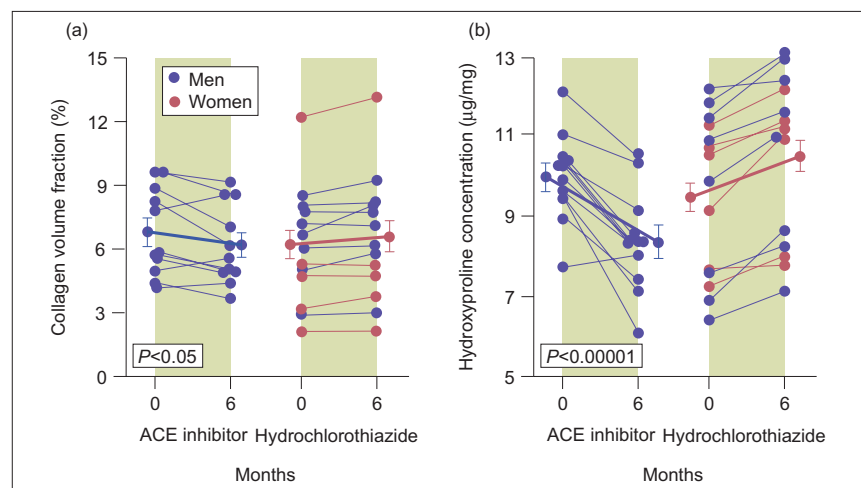 (a)
Collagen volume fraction (%)
15
12
9
6
3
0
Men
Women
P<0.05
0 6 0 6
ACE inhibitor Hydrochlorothiazide
Months
(b)
Hydroxyproline concentration (µg/mg)
13
11
9
7
5
P<0.00001
0 6 0 6
ACE inhibitor Hydrochlorothiazide
Months